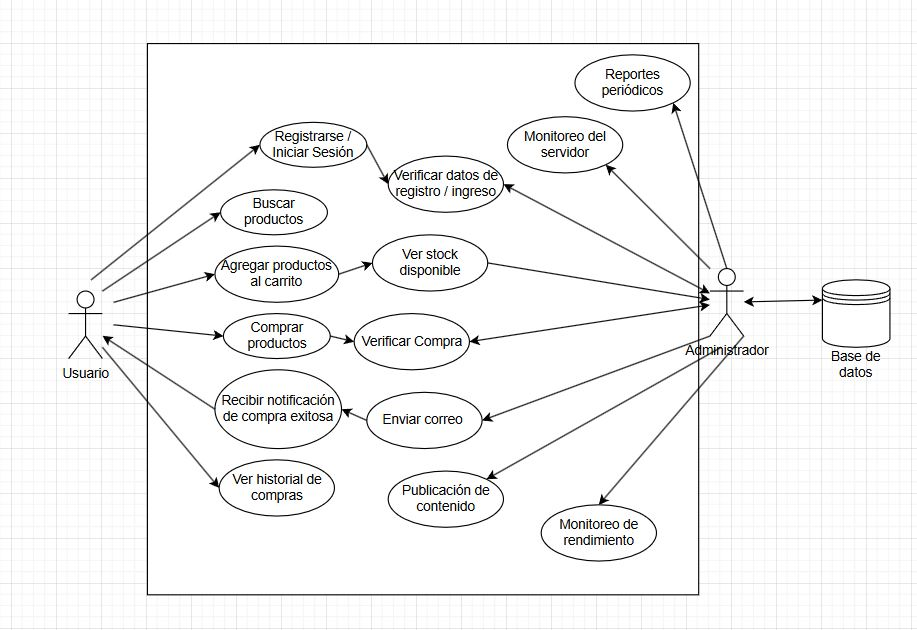 Reportes
periódicos
Monitoreo del
servidor
Registrarse /
Iniciar Sesión
Verificar datos de
registro / ingreso
Buscar
productos
Agregar productos
al carrito
Ver stock
disponible
Comprar
productos
Verificar Compra
Usuario
Administrador
Base de
datos
Recibir notificación
de compra exitosa
Enviar correo
Ver historial de
compras
Publicación de
contenido
Monitoreo de
rendimiento